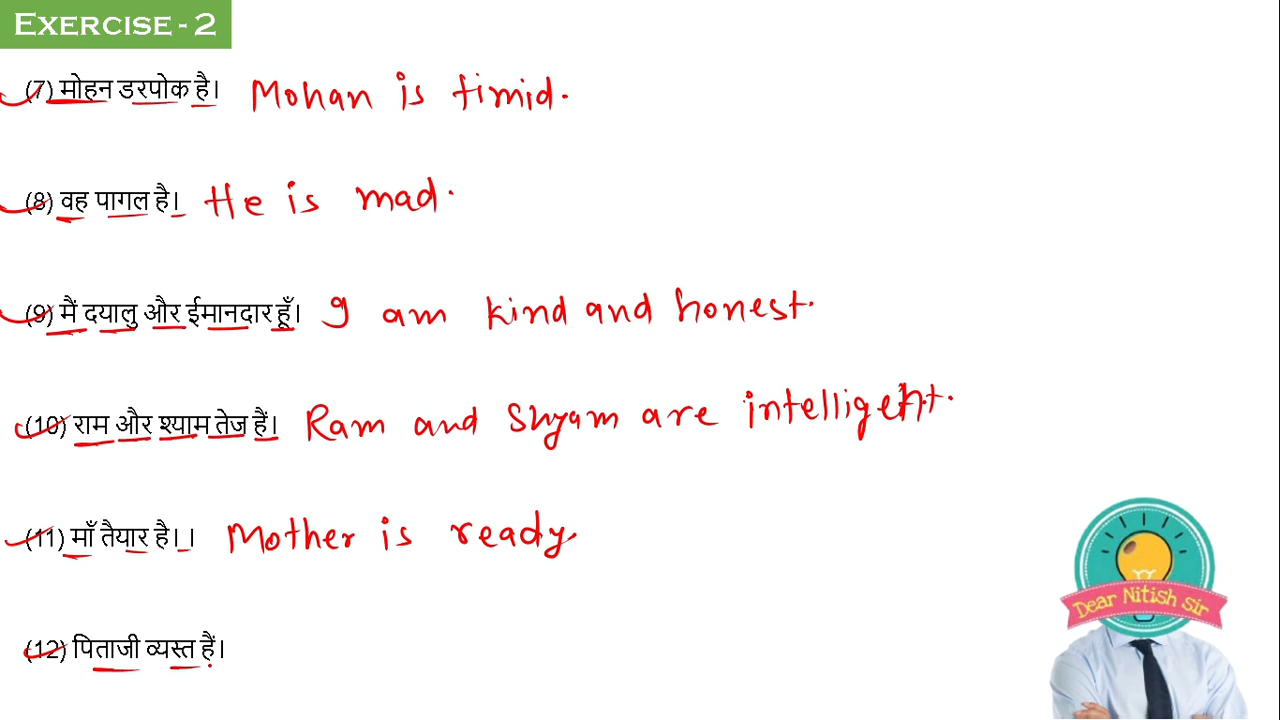 EXERCISE - 2
(7) मोहन डरपोक है। Mohan is timid.
(8) वह पागल है। He is mad.
(9) मैं दयालु और ईमानदार हूँ। I am kind and honest.
(10) राम और श्याम तेज हैं। Ram and Shyam are intelligent.
(11) माँ तैयार है।। Mother is ready.
(12) पिताजी व्यस्त हैं।
Dear Nitish Sir